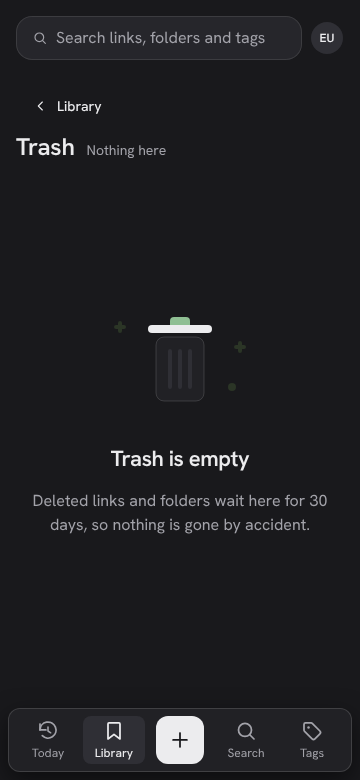 Search links, folders and tags
EU
Library
Trash
Nothing here
Trash is empty
Deleted links and folders wait here for 30
days, so nothing is gone by accident.
Today
Library
Search
Tags